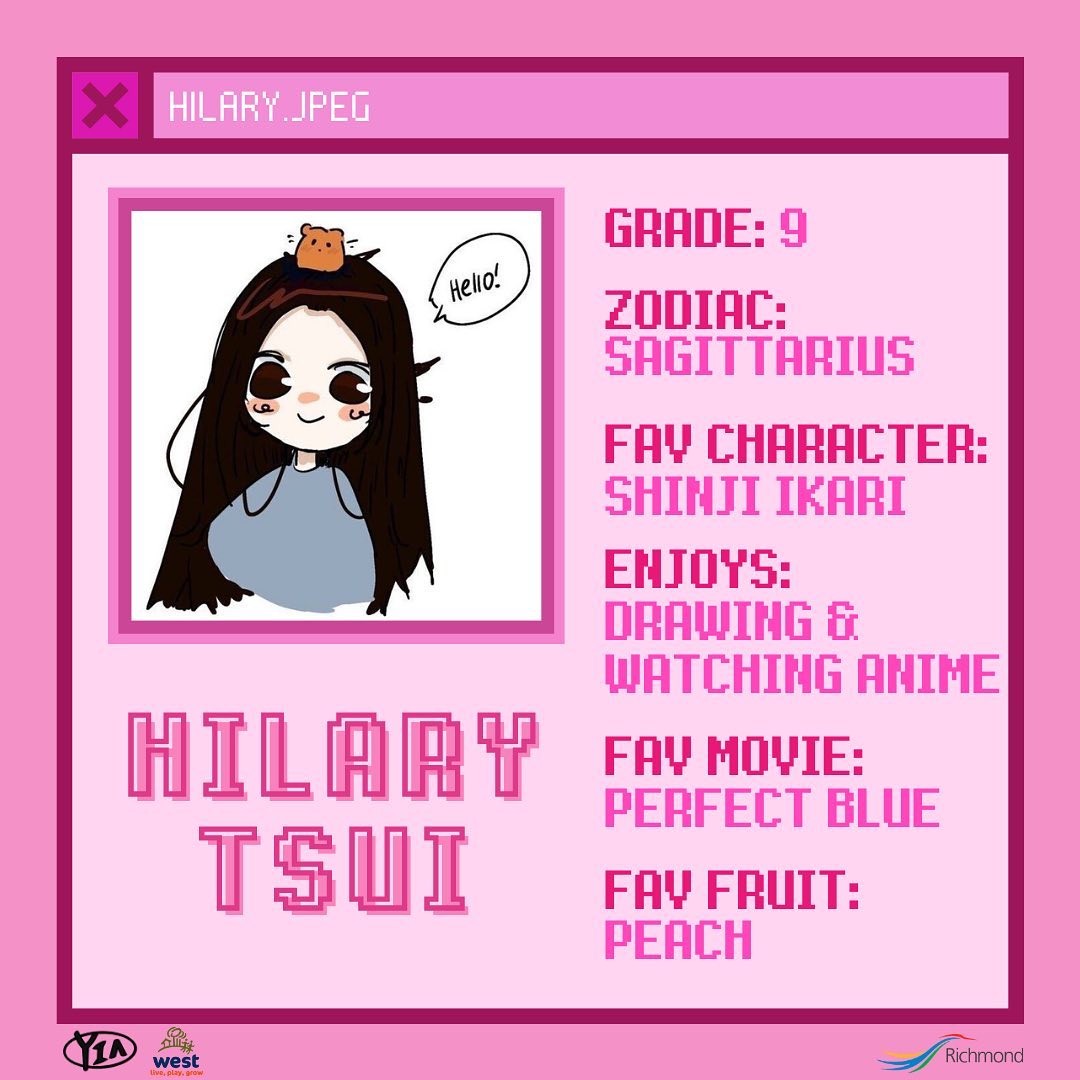 HILARY.JPEG
Hello!
HILARY
TSUI
GRADE: 9
ZODIAC:
SAGITTARIUS
FAV CHARACTER:
SHINJI IKARI
ENJOYS:
DRAWING &
WATCHING ANIME
FAV MOVIE:
PERFECT BLUE
FAV FRUIT:
PEACH
YIA
west
live, play, grow
Richmond